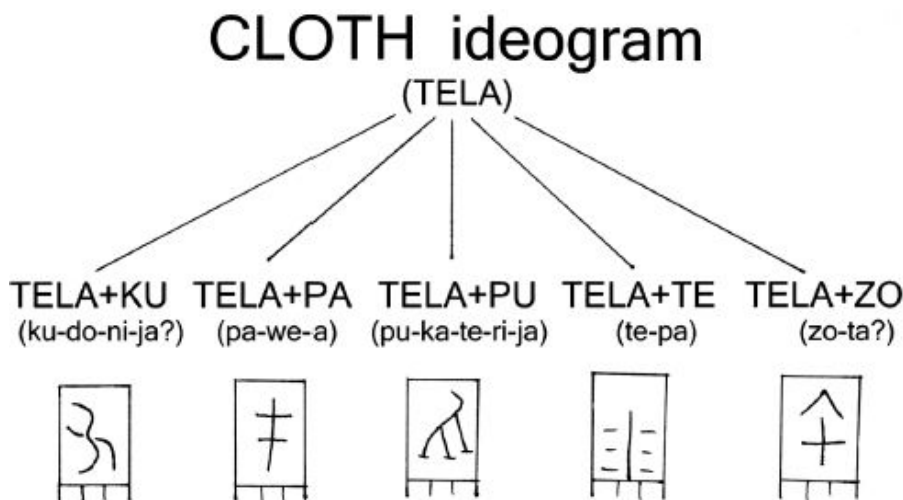 CLOTH ideogram
(TELA)
TELA+KU TELA+PA TELA+PU TELA+TE TELA+ZO
(ku-do-ni-ja?) (pa-we-a) (pu-ka-te-ri-ja) (te-pa) (zo-ta?)